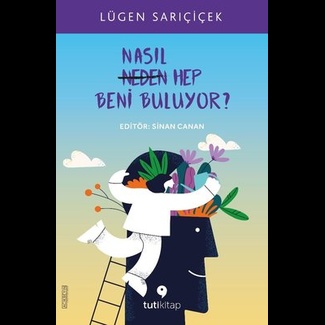 LÜGEN SARIÇİÇEK
NASIL
NEDEN HEP
BENİ BULUYOR?
EDİTÖR: SİNAN CANAN
tutikitap